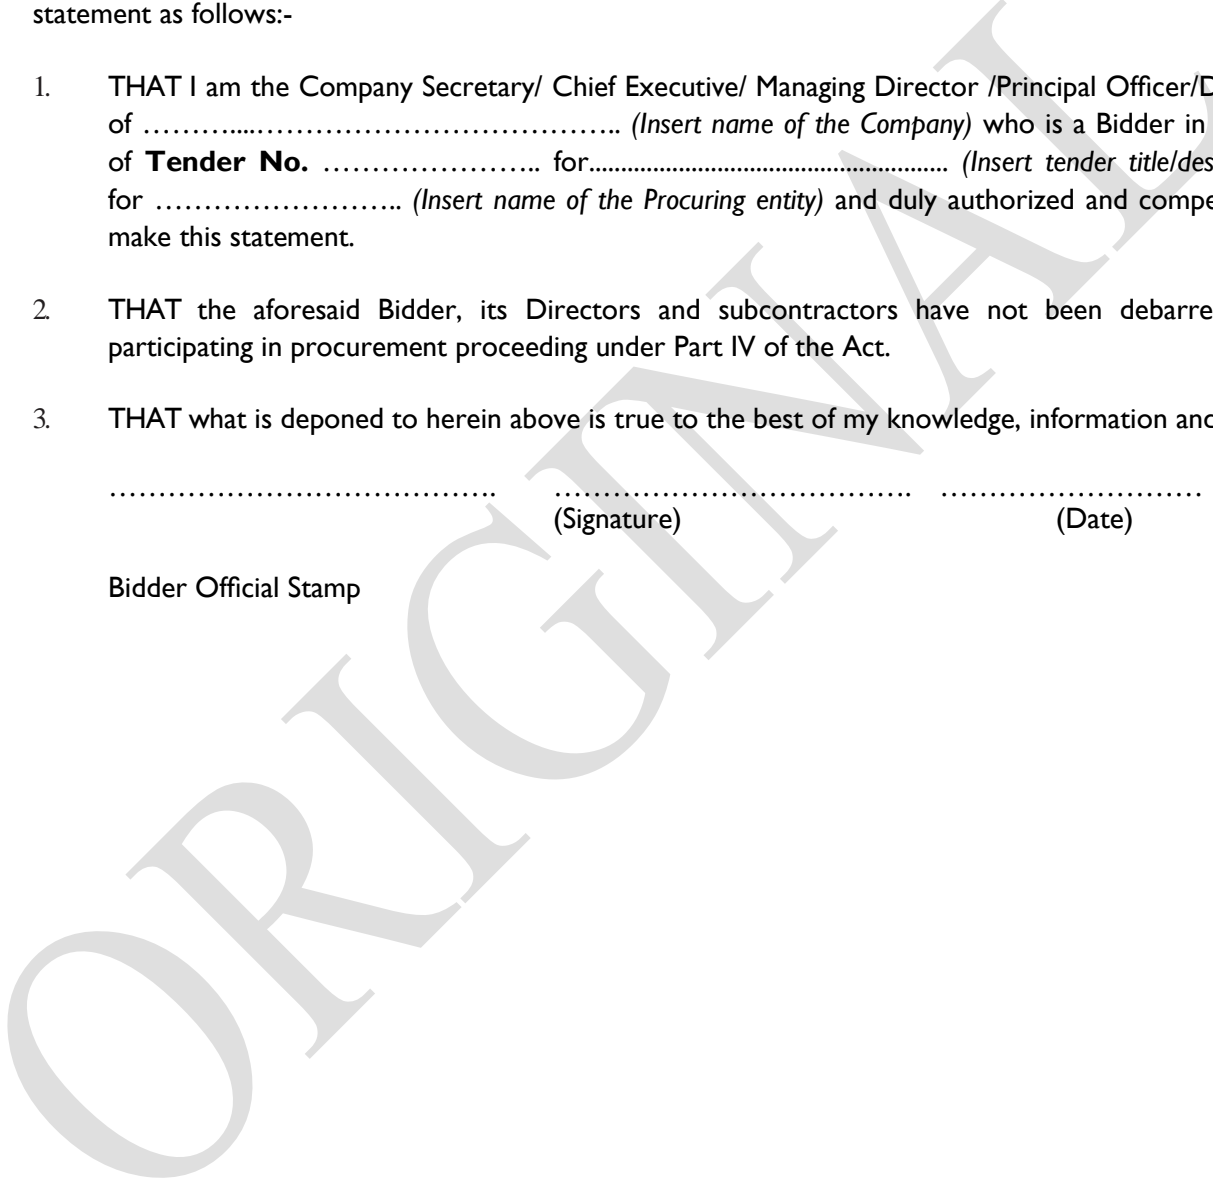 statement as follows:-
1. THAT I am the Company Secretary/ Chief Executive/ Managing Director /Principal Officer/D
of ………....………………………………….. (Insert name of the Company) who is a Bidder in
of Tender No. ………………….. for........................................................ (Insert tender title/des
for …………………….. (Insert name of the Procuring entity) and duly authorized and compe
make this statement.
2. THAT the aforesaid Bidder, its Directors and subcontractors have not been debarre
participating in procurement proceeding under Part IV of the Act.
3. THAT what is deponed to herein above is true to the best of my knowledge, information and
…………………………………. ………………………………. ………………………
(Signature) (Date)
Bidder Official Stamp
ORIGINAL